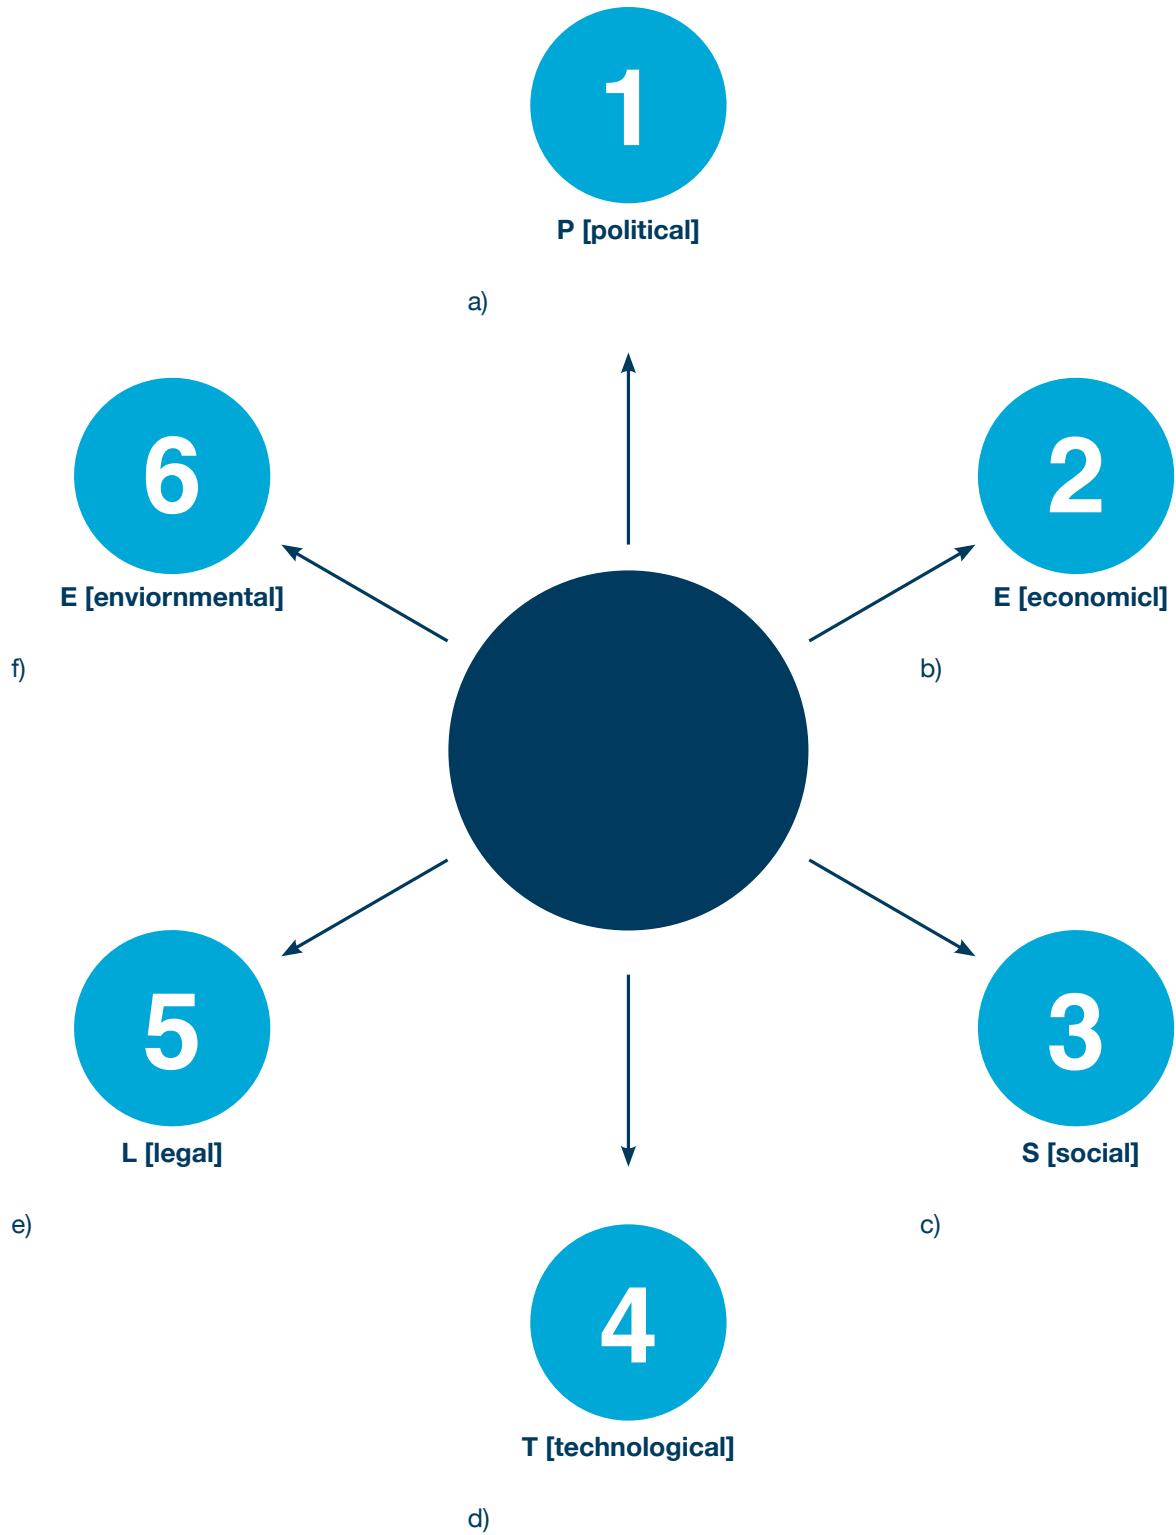 1
P [political]
a)
6
E [enviornmental]
f)
2
E [economicl]
b)
5
L [legal]
e)
3
S [social]
c)
4
T [technological]
d)